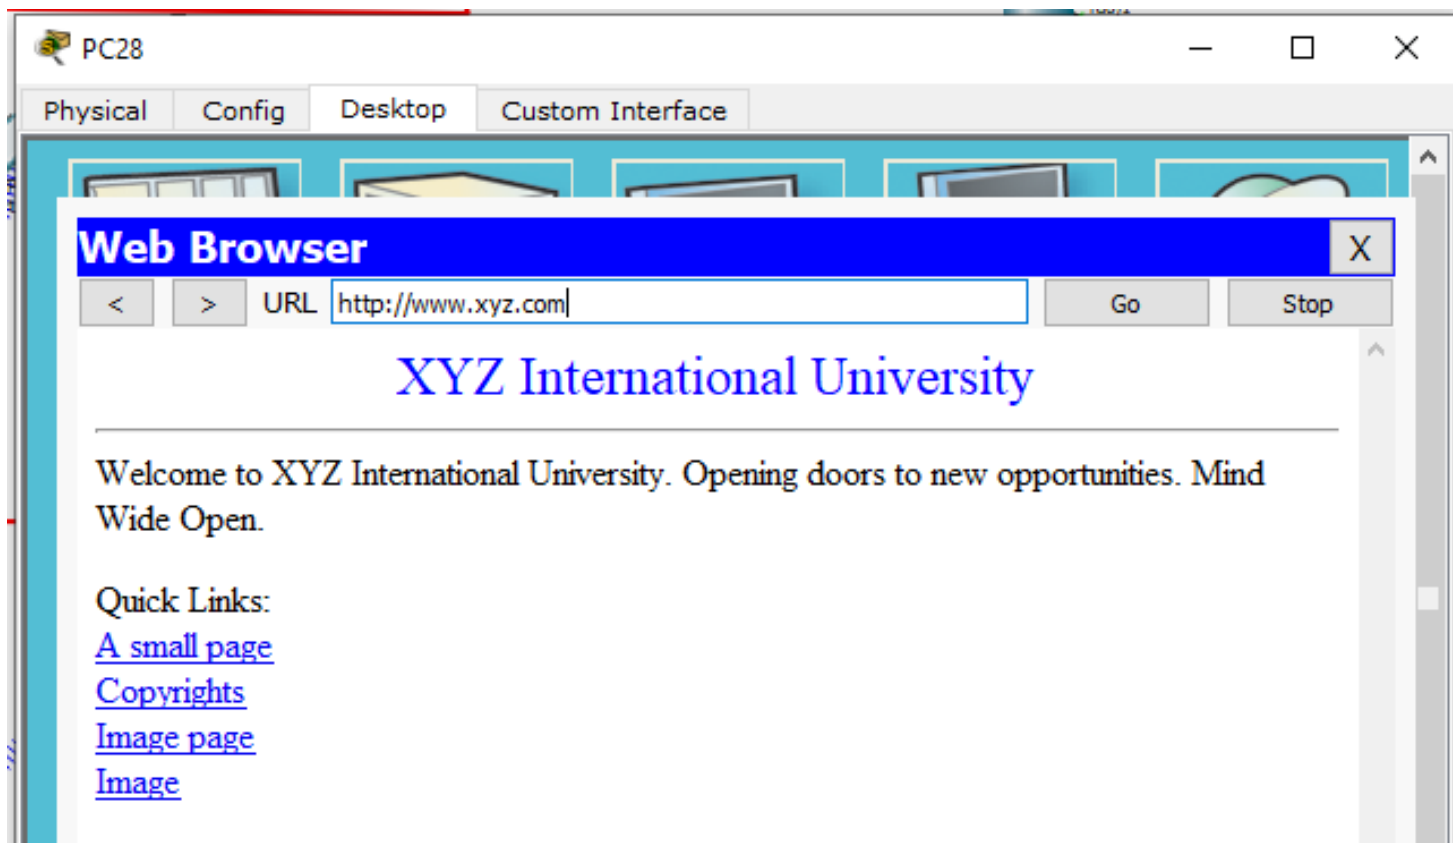 PC28
Physical Config Desktop Custom Interface
Web Browser X
< > URL http://www.xyz.com Go Stop
XYZ International University
Welcome to XYZ International University. Opening doors to new opportunities. Mind
Wide Open.
Quick Links:
A small page
Copyrights
Image page
Image